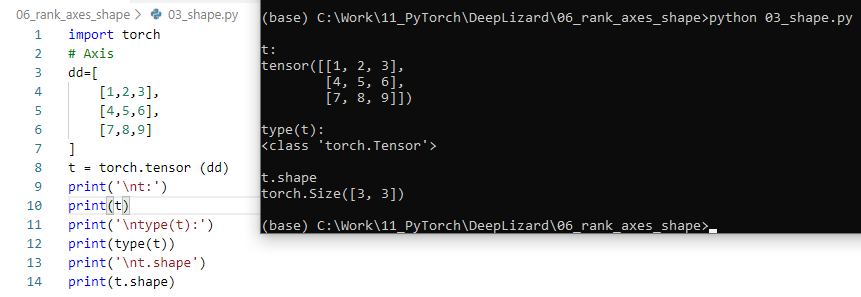 06_rank_axes_shape > 03_shape.py
1 import torch
2 # Axis
3 dd=[
4 [1,2,3],
5 [4,5,6],
6 [7,8,9]
7 ]
8 t = torch.tensor (dd)
9 print('\nt:')
10 print(t)
11 print('\ntype(t):')
12 print(type(t))
13 print('\nt.shape')
14 print(t.shape)
(base) C:\Work\11_PyTorch\DeepLizard\06_rank_axes_shape>python 03_shape.py
t:
tensor([[1, 2, 3],
[4, 5, 6],
[7, 8, 9]])
type(t):
<class 'torch.Tensor'>
t.shape
torch.Size([3, 3])
(base) C:\Work\11_PyTorch\DeepLizard\06_rank_axes_shape>